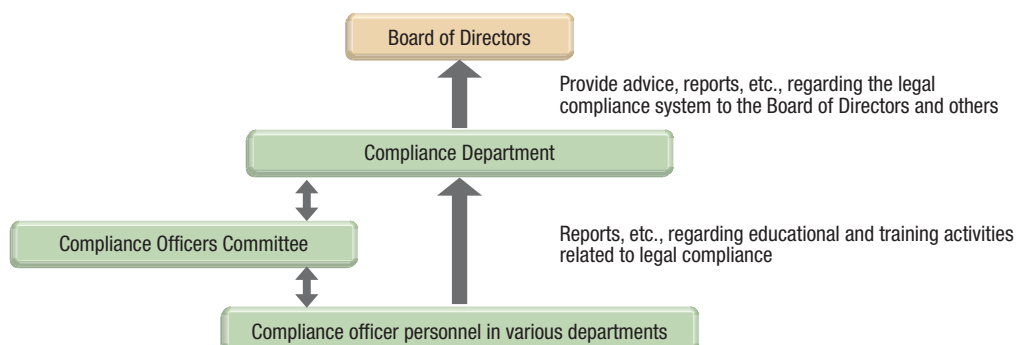 Board of Directors
Provide advice, reports, etc., regarding the legal
compliance system to the Board of Directors and others
Compliance Department
Compliance Officers Committee
Reports, etc., regarding educational and training activities
related to legal compliance
Compliance officer personnel in various departments